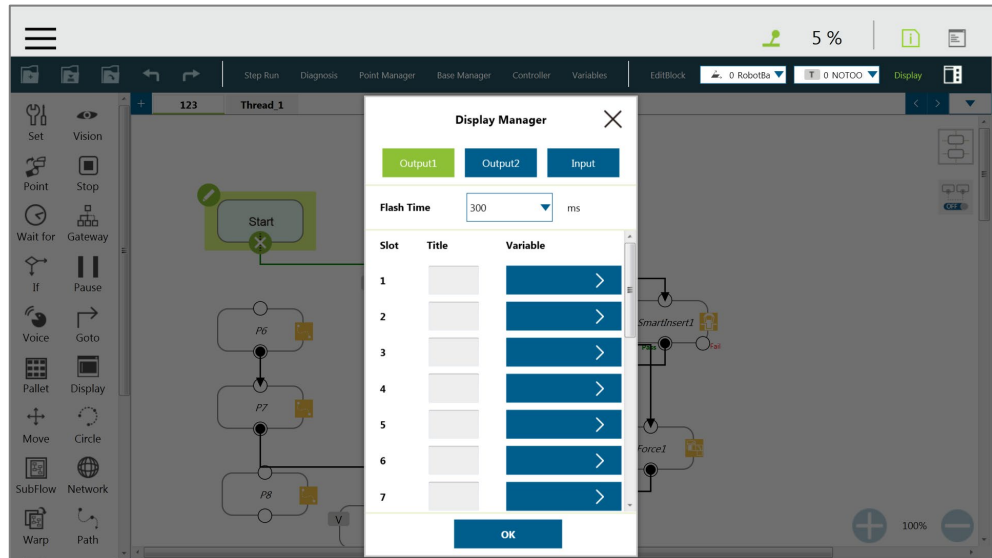 5 %
Step Run Diagnosis Point Manager Base Manager Controller Variables EditBlock 0 RobotBa T 0 NOTOO Display
+ 123 Thread_1
Set Vision
Point Stop
Wait for Gateway
If Pause
Voice Goto
Pallet Display
Move Circle
SubFlow Network
Warp Path
Start
P6
P7
P8
V
Display Manager
Output1 Output2 Input
Flash Time 300 ms
Slot Title Variable
1
2
3
4
5
6
7
OK
SmartInsert1
Pass Fail
Force1
OFF
100%